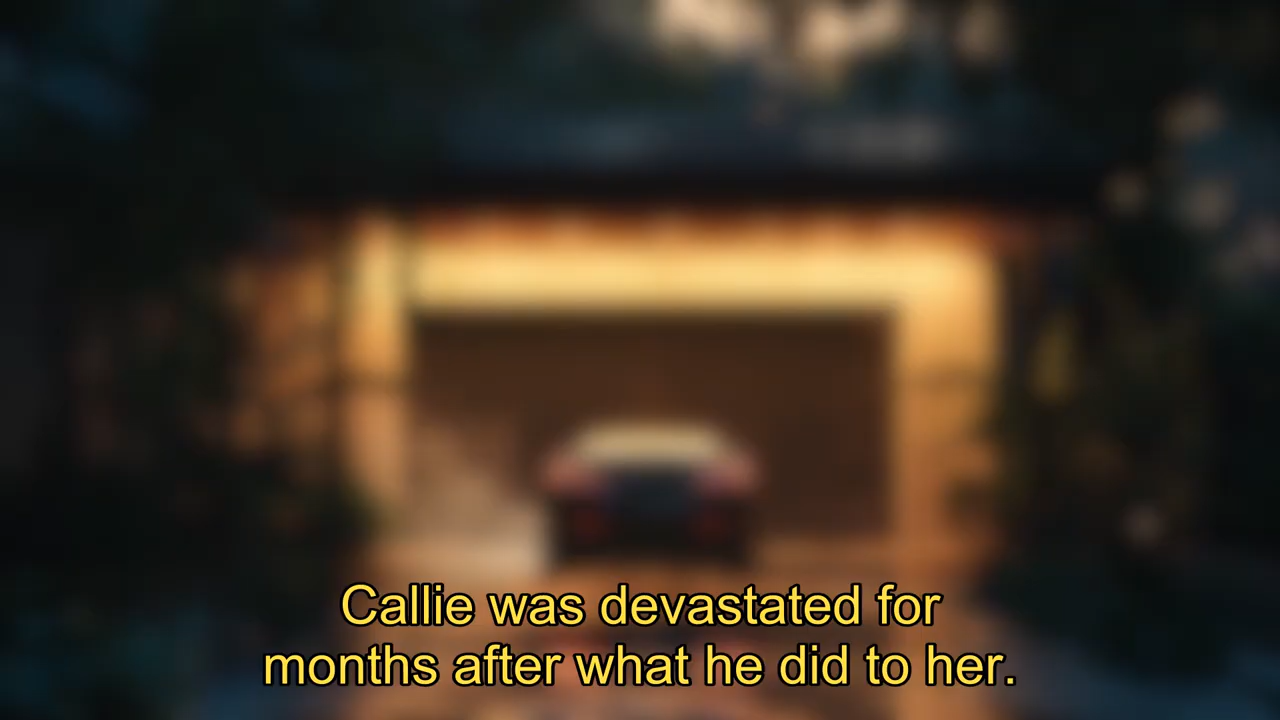 Callie was devastated for
months after what he did to her.